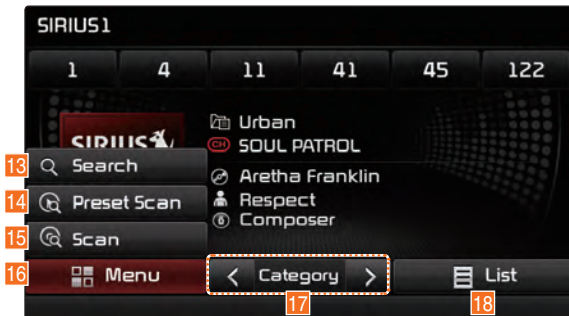 SIRIUS1
1 4 11 41 45 122
SIRIUS
Urban
CH SOUL PATROL
Aretha Franklin
Respect
6 Composer
13 Search
14 Preset Scan
15 Scan
16 Menu < Category > List
17 18